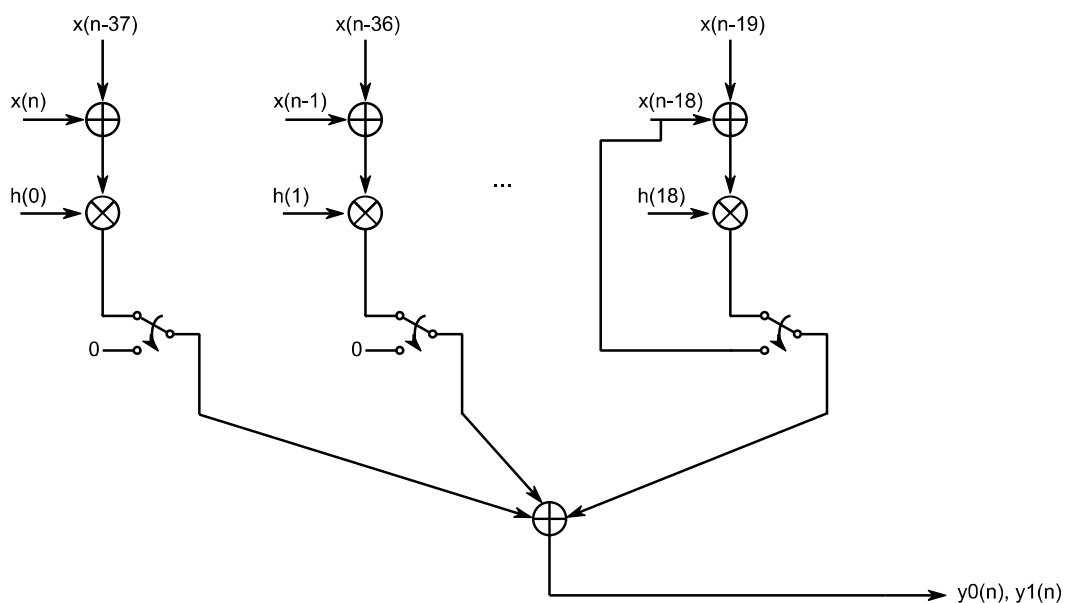 x(n-37) x(n-36) x(n-19)
x(n) x(n-1) x(n-18)
...
h(0) h(1) h(18)
0 0
y0(n), y1(n)